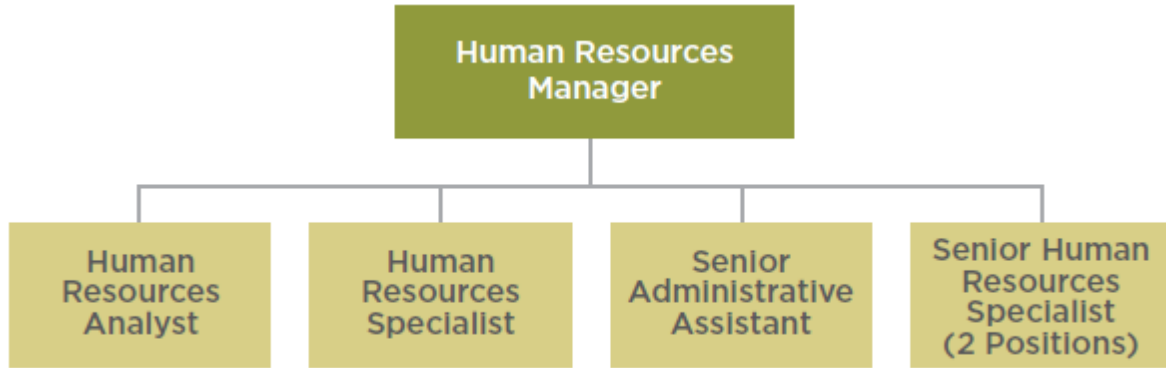 Human Resources
Manager
Human
Resources
Analyst
Human
Resources
Specialist
Senior
Administrative
Assistant
Senior Human
Resources
Specialist
(2 Positions)